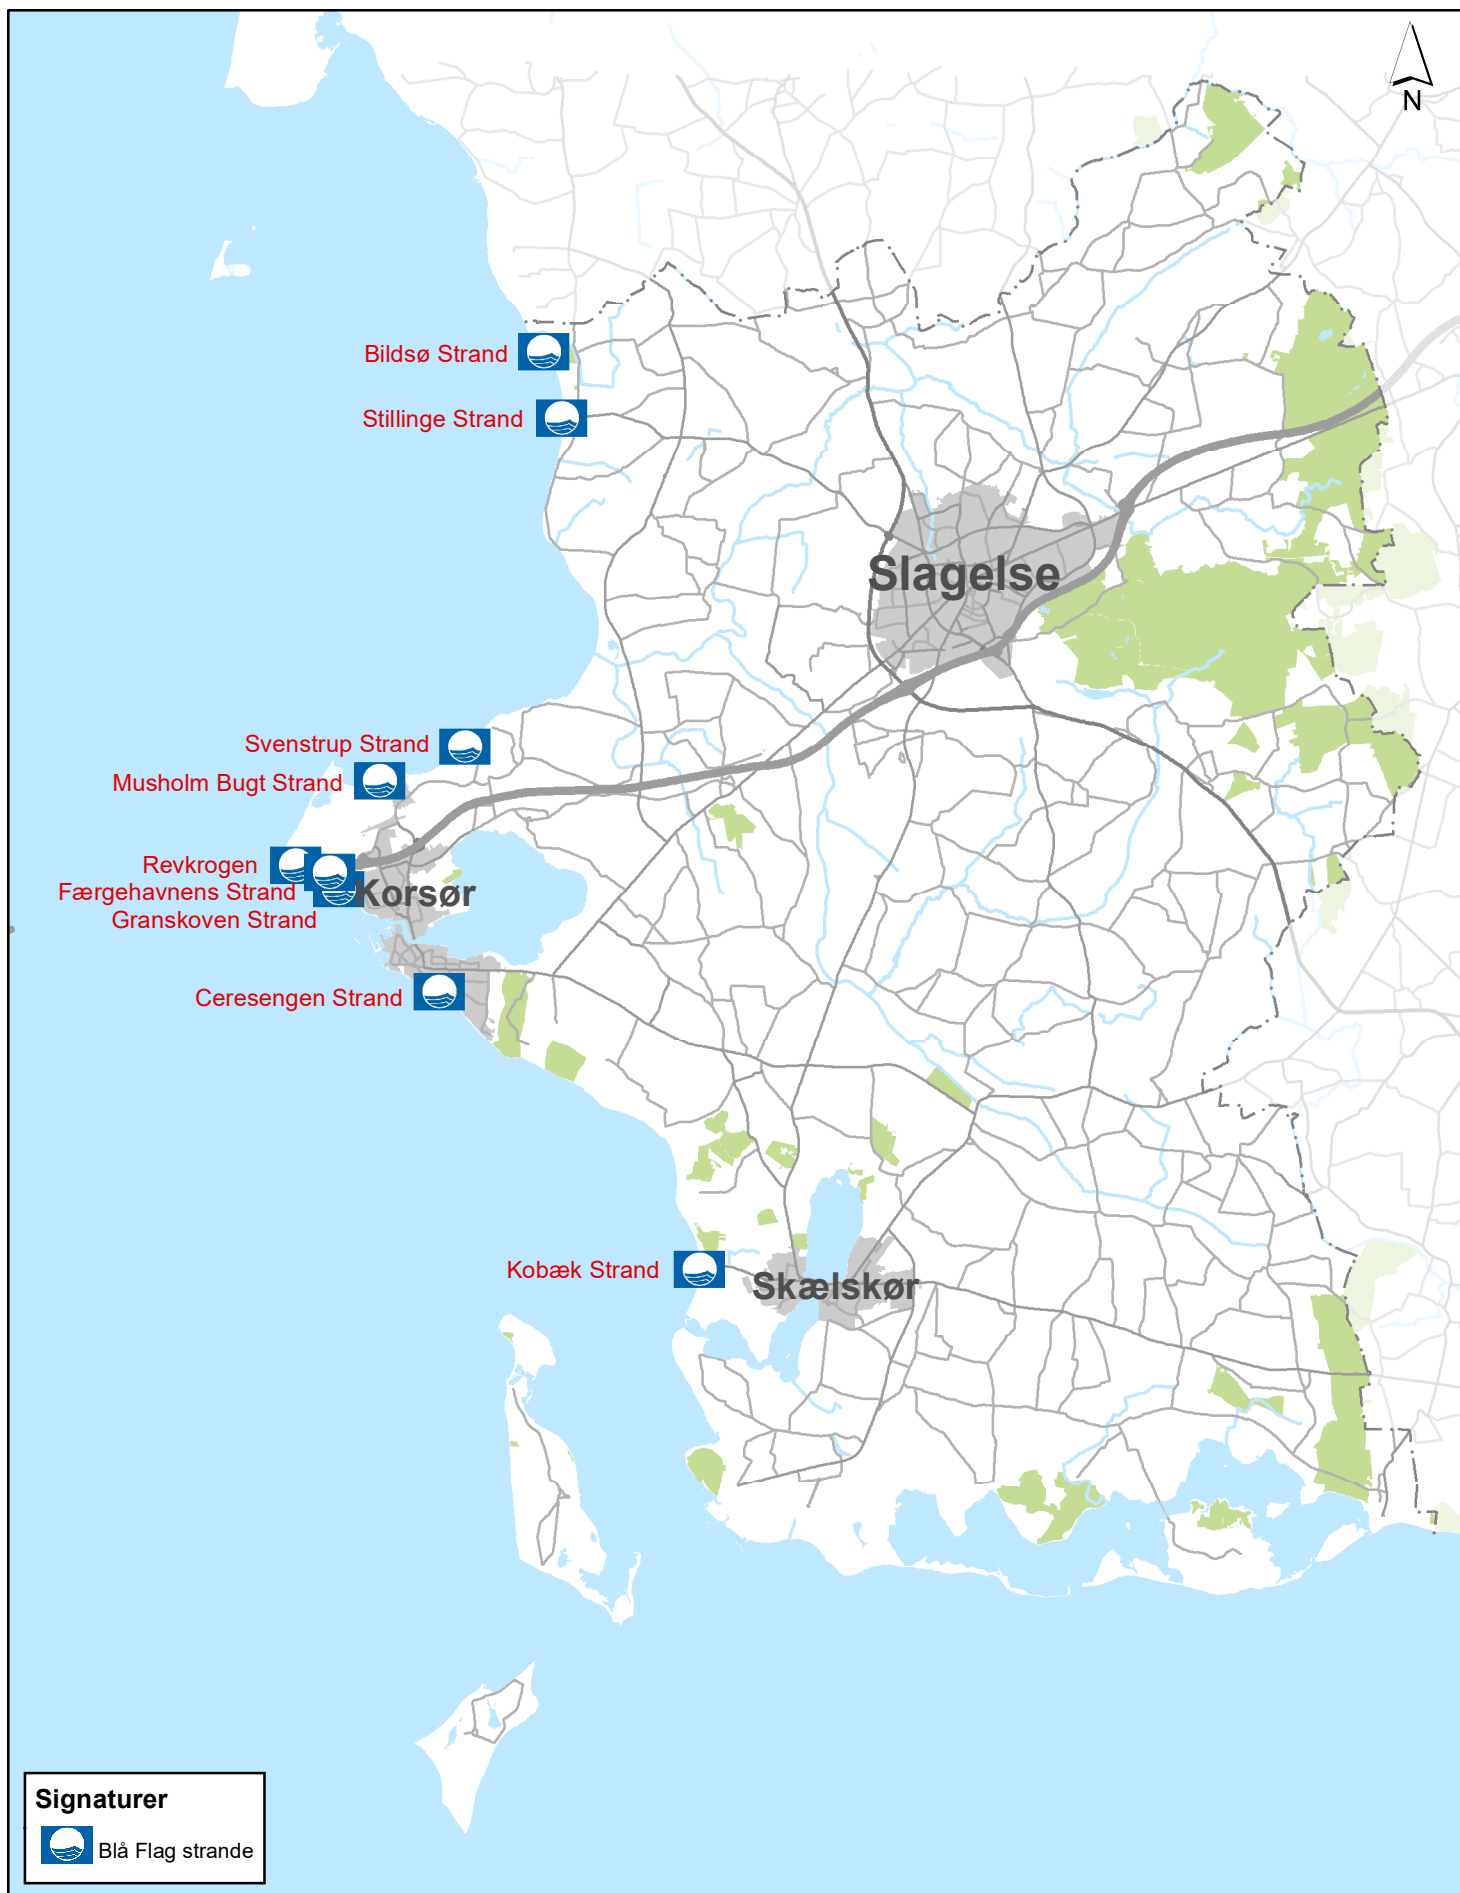 N
Bildsø Strand
Stillinge Strand
Slagelse
Svenstrup Strand
Musholm Bugt Strand
Revkrogen
Færgehavnens Strand
Korsør
Granskoven Strand
Ceresengen Strand
Kobæk Strand
Skælskør
Signaturer
Blå Flag strande